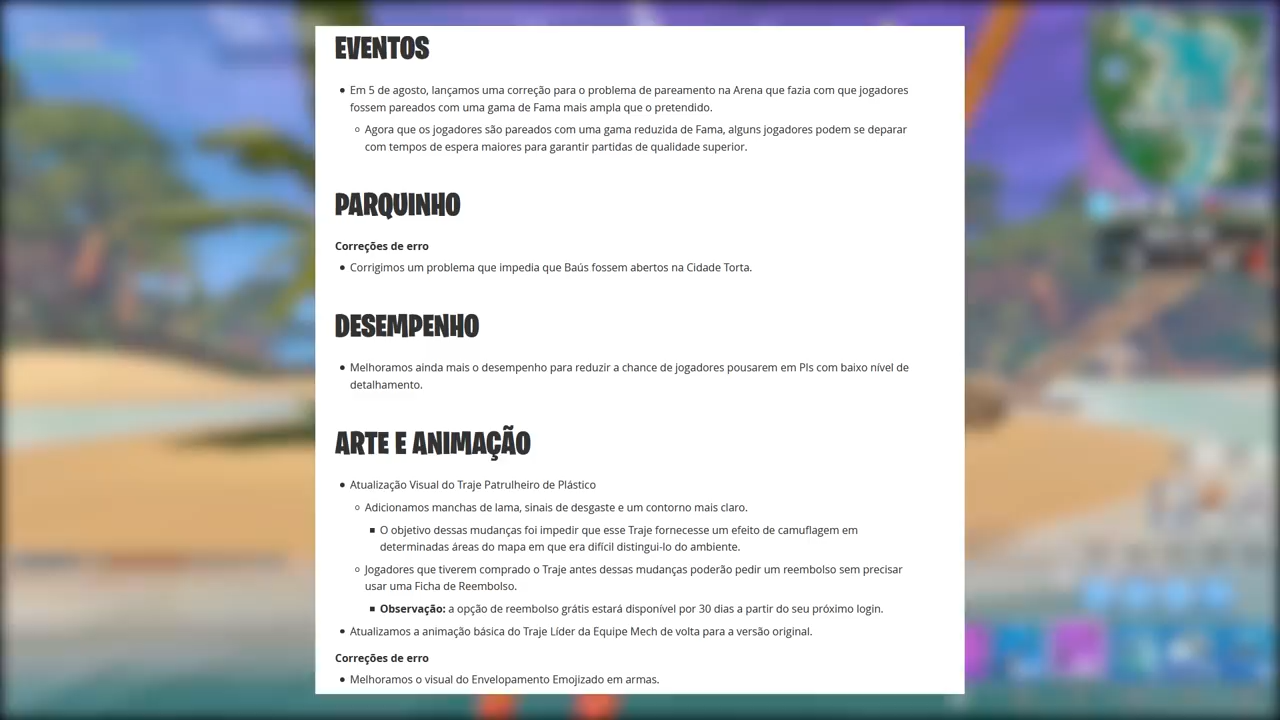 EVENTOS
Em 5 de agosto, lançamos uma correção para o problema de pareamento na Arena que fazia com que jogadores
fossem pareados com uma gama de Fama mais ampla que o pretendido.
Agora que os jogadores são pareados com uma gama reduzida de Fama, alguns jogadores podem se deparar
com tempos de espera maiores para garantir partidas de qualidade superior.
PARQUINHO
Correções de erro
Corrigimos um problema que impedia que Baús fossem abertos na Cidade Torta.
DESEMPENHO
Melhoramos ainda mais o desempenho para reduzir a chance de jogadores pousarem em PIs com baixo nível de
detalhamento.
ARTE E ANIMAÇÃO
Atualização Visual do Traje Patrulheiro de Plástico
Adicionamos manchas de lama, sinais de desgaste e um contorno mais claro.
O objetivo dessas mudanças foi impedir que esse Traje fornecesse um efeito de camuflagem em
determinadas áreas do mapa em que era difícil distingui-lo do ambiente.
Jogadores que tiverem comprado o Traje antes dessas mudanças poderão pedir um reembolso sem precisar
usar uma Ficha de Reembolso.
Observação: a opção de reembolso grátis estará disponível por 30 dias a partir do seu próximo login.
Atualizamos a animação básica do Traje Líder da Equipe Mech de volta para a versão original.
Correções de erro
Melhoramos o visual do Envelopamento Emojizado em armas.